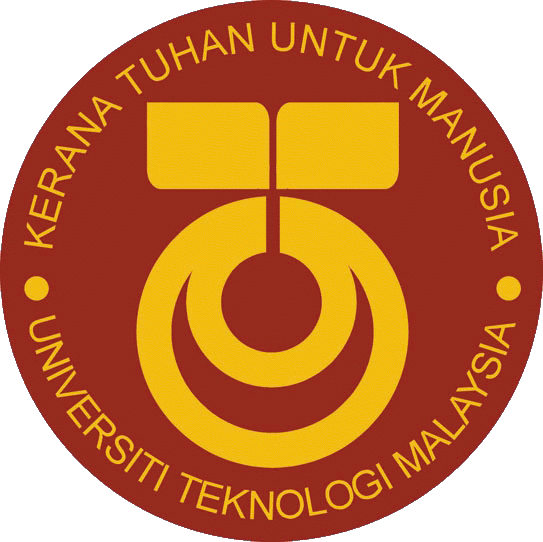 KERANA TUHAN UNTUK MANUSIA
UNIVERSITI TEKNOLOGI MALAYSIA